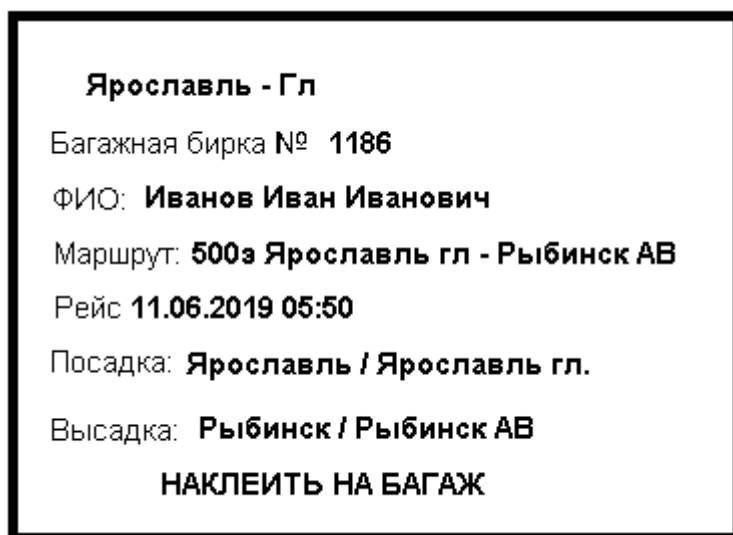 Ярославль - Гл
Багажная бирка № 1186
ФИО: Иванов Иван Иванович
Маршрут: 500э Ярославль гл - Рыбинск АВ
Рейс 11.06.2019 05:50
Посадка: Ярославль / Ярославль гл.
Высадка: Рыбинск / Рыбинск АВ
НАКЛЕИТЬ НА БАГАЖ